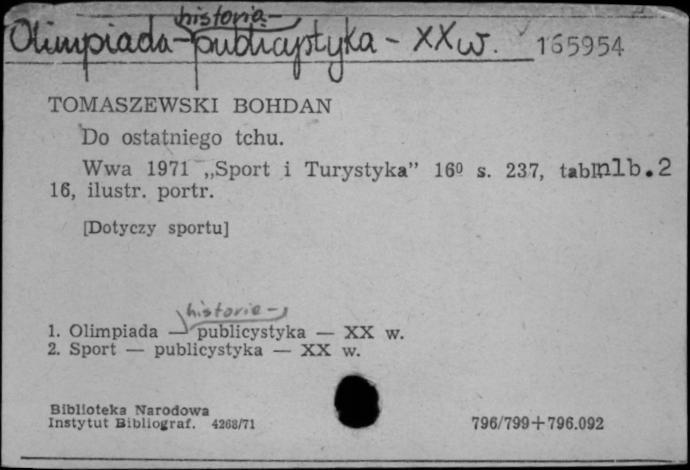 historia –
Olimpiada – publicystyka – XX w. 165954
TOMASZEWSKI BOHDAN
Do ostatniego tchu.
Wwa 1971 „Sport i Turystyka” 16⁰ s. 237, tabl nlb. 2
16, ilustr. portr.
[Dotyczy sportu]
historia –
1. Olimpiada — publicystyka — XX w.
2. Sport — publicystyka — XX w.
Biblioteka Narodowa
Instytut Bibliograf. 4268/71
796/799+796.092